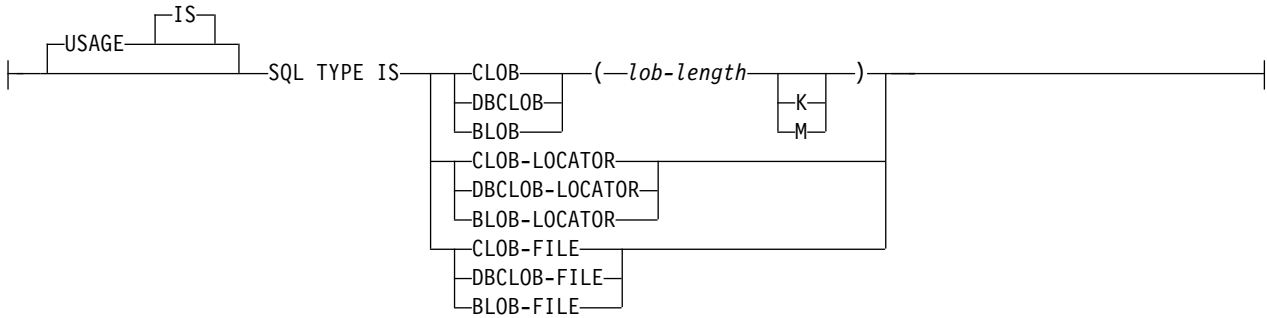 IS
USAGE
SQL TYPE IS CLOB ( lob-length )
DBCLOB K
BLOB M
CLOB-LOCATOR
DBCLOB-LOCATOR
BLOB-LOCATOR
CLOB-FILE
DBCLOB-FILE
BLOB-FILE